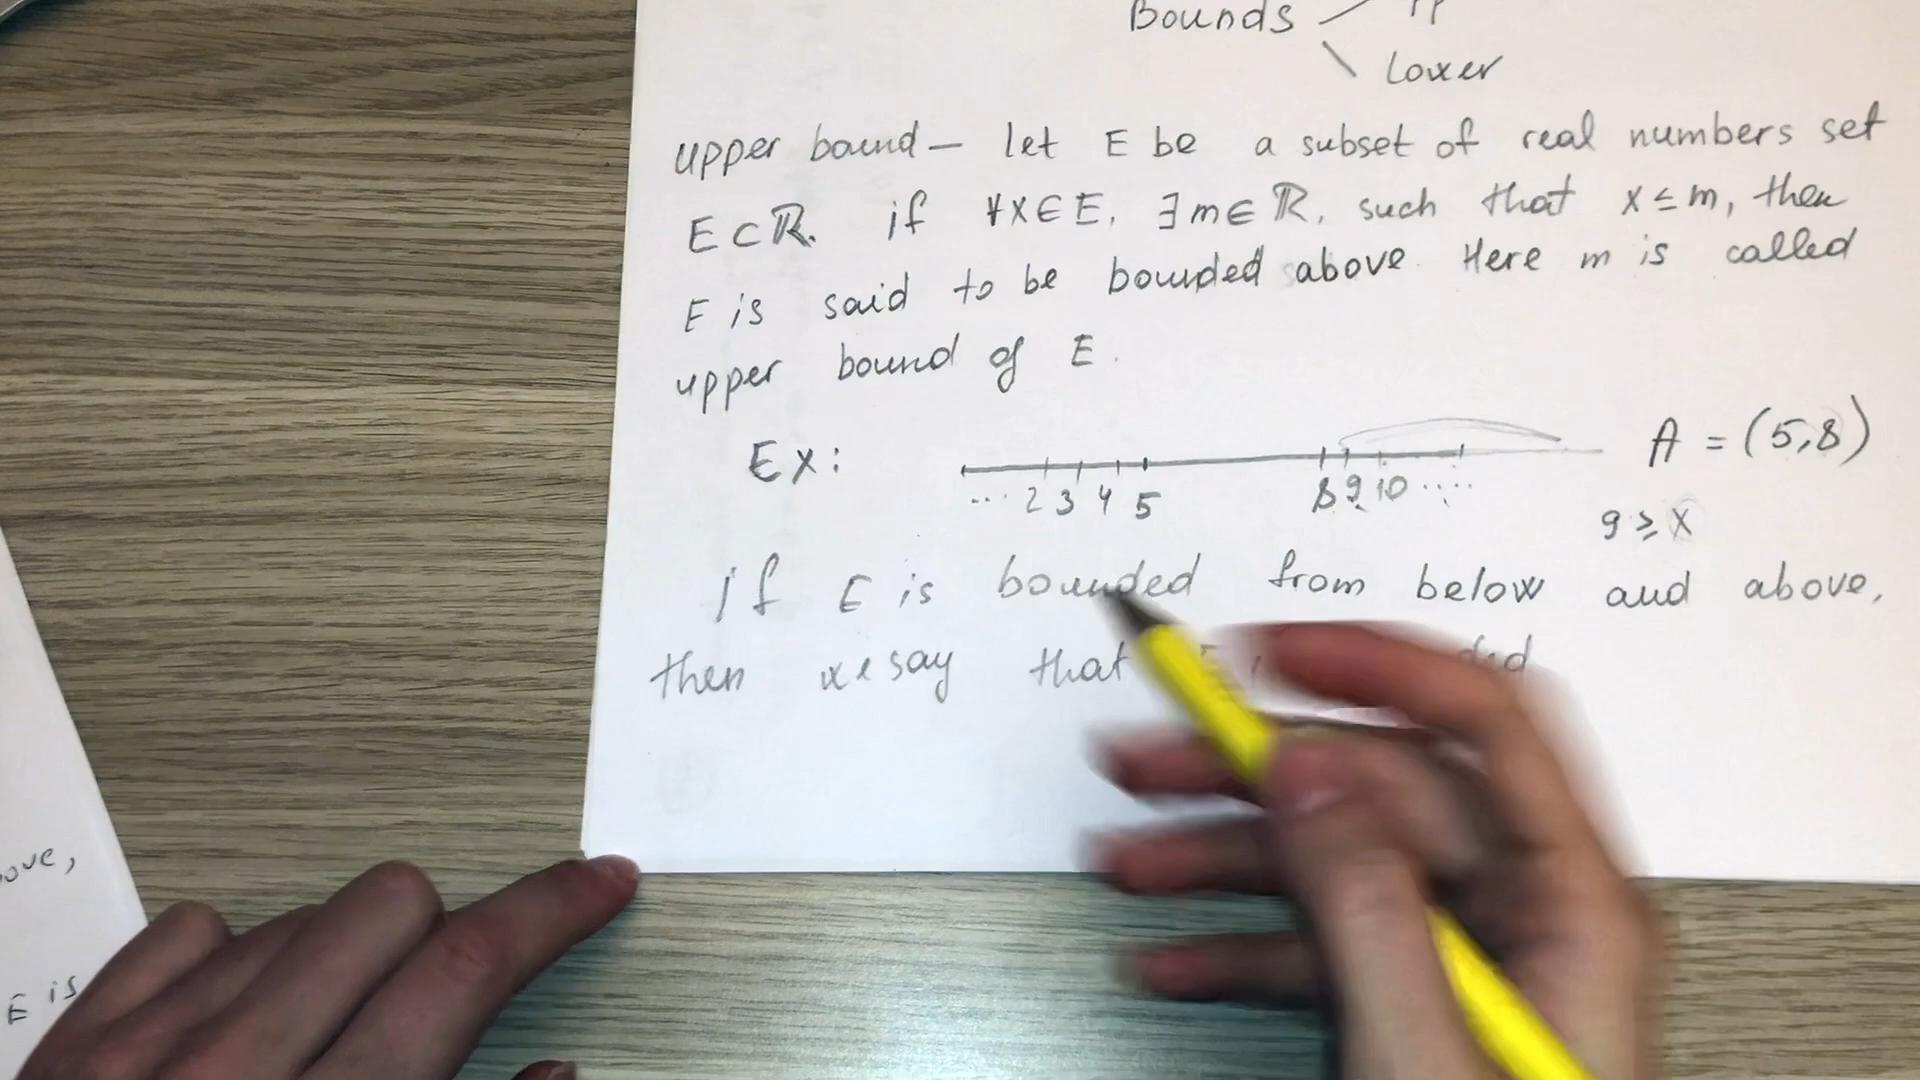 Bounds
Lower
upper bound — let E be a subset of real numbers set
E⊂ℝ. if ∀x∈E, ∃m∈ℝ, such that x≤m, then
E is said to be bounded above. Here m is called
upper bound of E.
Ex:
A = (5,8)
... 2 3 4 5 8 9 10 .....
9 ≥ x
If E is bounded from below and above,
then we say that
ove,
E is